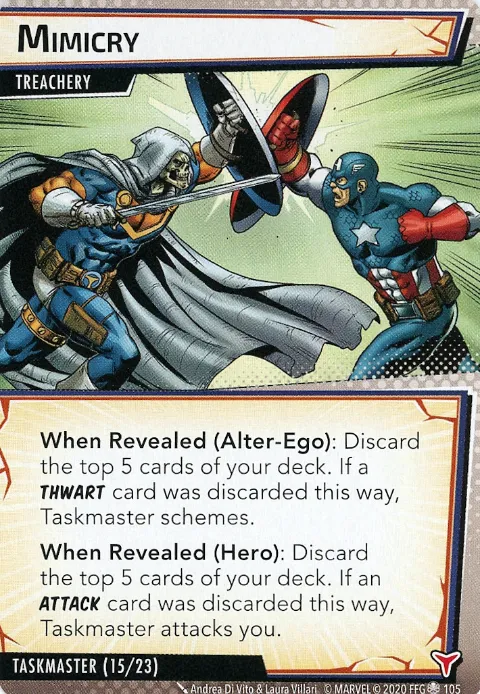 MIMICRY
TREACHERY
When Revealed (Alter-Ego): Discard
the top 5 cards of your deck. If a
THWART card was discarded this way,
Taskmaster schemes.
When Revealed (Hero): Discard
the top 5 cards of your deck. If an
ATTACK card was discarded this way,
Taskmaster attacks you.
TASKMASTER (15/23)
Andrea Di Vito & Laura Villari © MARVEL © 2020 FFG 105